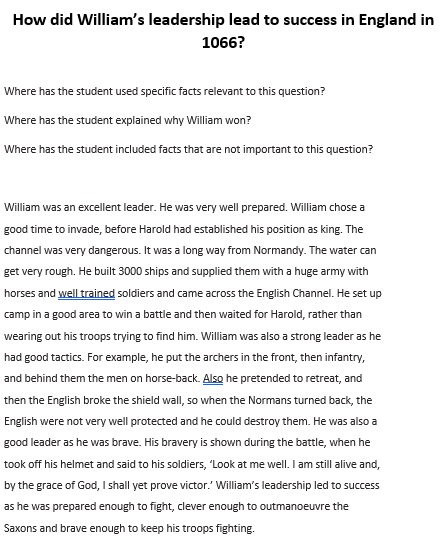 How did William's leadership lead to success in England in
1066?
Where has the student used specific facts relevant to this question?
Where has the student explained why William won?
Where has the student included facts that are not important to this question?
William was an excellent leader. He was very well prepared. William chose a
good time to invade, before Harold had established his position as king. The
channel was very dangerous. It was a long way from Normandy. The water can
get very rough. He built 3000 ships and supplied them with a huge army with
horses and well trained soldiers and came across the English Channel. He set up
camp in a good area to win a battle and then waited for Harold, rather than
wearing out his troops trying to find him. William was also a strong leader as he
had good tactics. For example, he put the archers in the front, then infantry,
and behind them the men on horse-back. Also he pretended to retreat, and
then the English broke the shield wall, so when the Normans turned back, the
English were not very well protected and he could destroy them. He was also a
good leader as he was brave. His bravery is shown during the battle, when he
took off his helmet and said to his soldiers, 'Look at me well. I am still alive and,
by the grace of God, I shall yet prove victor.' William's leadership led to success
as he was prepared enough to fight, clever enough to outmanoeuvre the
Saxons and brave enough to keep his troops fighting.